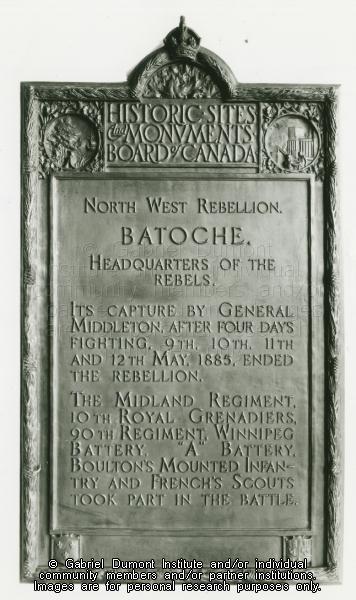 HISTORIC SITES
and MONVMENTS
BOARD of CANADA
NORTH WEST REBELLION.
BATOCHE.
HEADQUARTERS OF THE
REBELS.
ITS CAPTURE BY GENERAL
MIDDLETON, AFTER FOUR DAYS
FIGHTING, 9TH, 10TH, 11TH
AND 12TH MAY, 1885, ENDED
THE REBELLION.
THE MIDLAND REGIMENT,
10TH ROYAL GRENADIERS,
90TH REGIMENT, WINNIPEG
BATTERY, "A" BATTERY,
BOULTON'S MOUNTED INFAN-
TRY AND FRENCH'S SCOUTS
TOOK PART IN THE BATTLE.
© Gabriel Dumont Institute and/or individual
community members and/or partner institutions.
Images are for personal research purposes only.